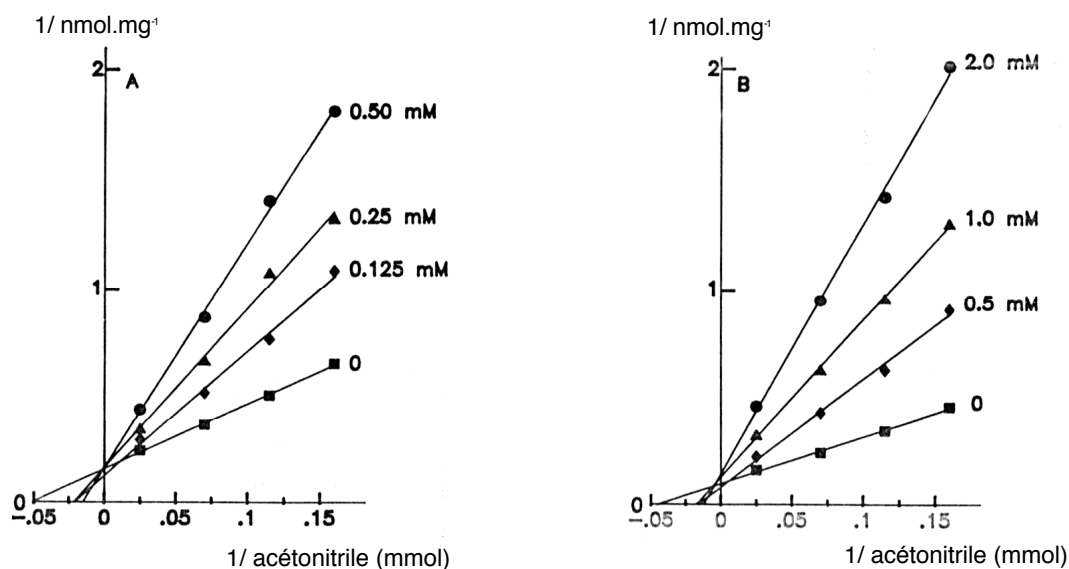 1/ nmol.mg⁻¹
2
A
0.50 mM
0.25 mM
1
0.125 mM
0
0
-.05 0 .05 .10 .15
1/ acétonitrile (mmol)
1/ nmol.mg⁻¹
2
B
2.0 mM
1.0 mM
1
0.5 mM
0
0
-.05 0 .05 .10 .15
1/ acétonitrile (mmol)